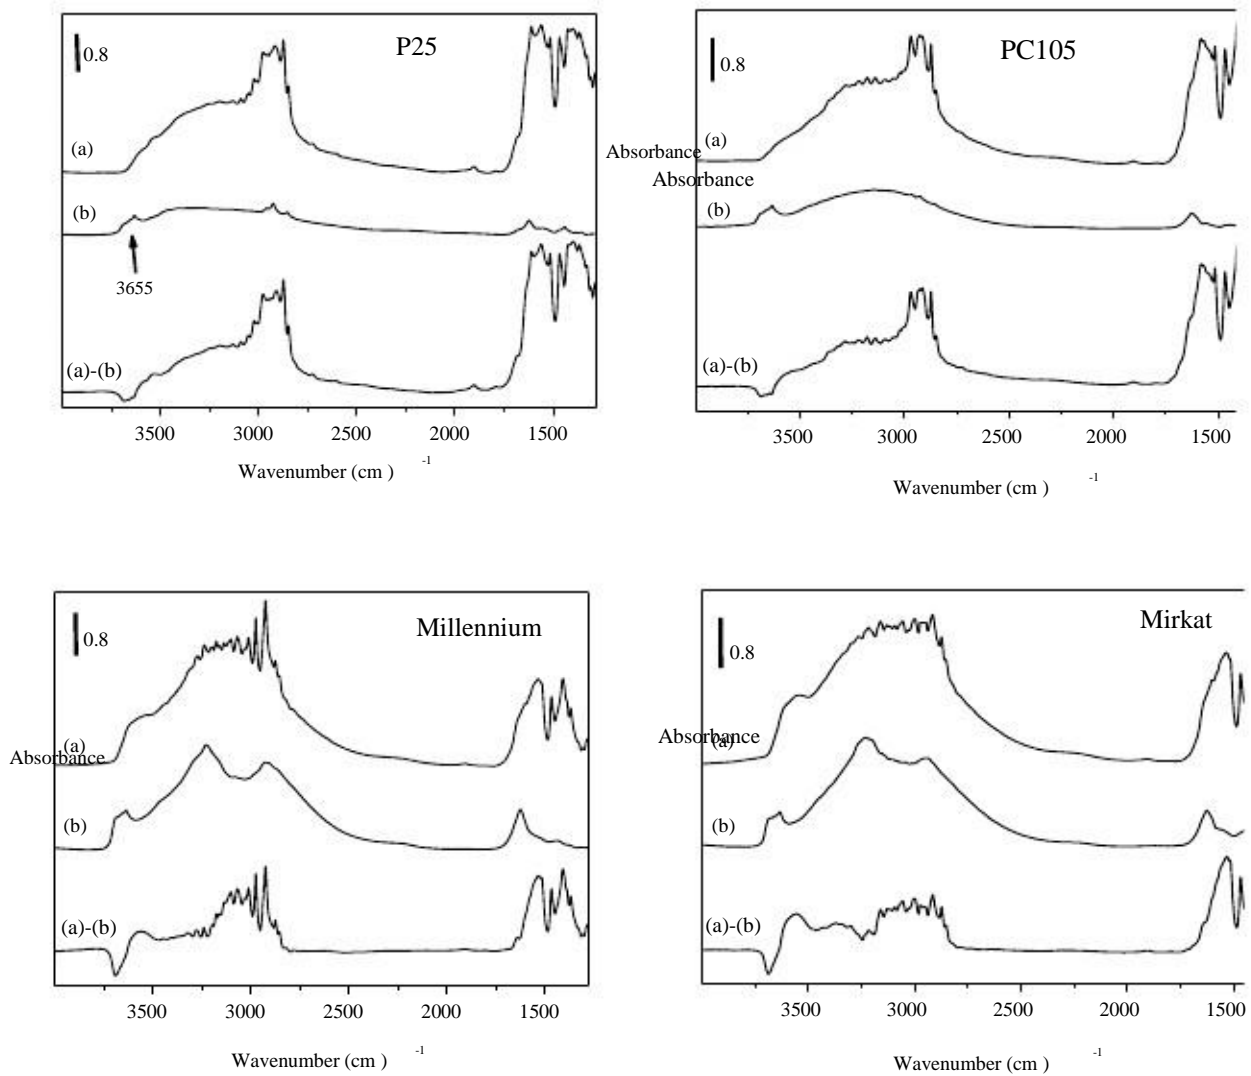 P25
0.8
(a)
(b)
3655
(a)-(b)
3500 3000 2500 2000 1500
Wavenumber (cm ) -1
PC105
0.8
(a)
Absorbance
Absorbance
(b)
(a)-(b)
3500 3000 2500 2000 1500
Wavenumber (cm ) -1
Millennium
0.8
(a)
Absorbance
(b)
(a)-(b)
3500 3000 2500 2000 1500
Wavenumber (cm ) -1
Mirkat
0.8
Absorbance
(a)
(b)
(a)-(b)
3500 3000 2500 2000 1500
Wavenumber (cm ) -1